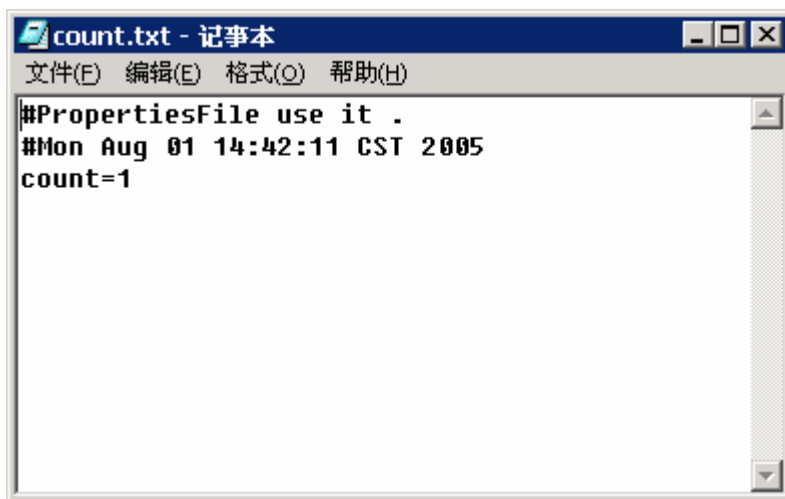 count.txt - 记事本
文件(F) 编辑(E) 格式(O) 帮助(H)
#PropertiesFile use it .
#Mon Aug 01 14:42:11 CST 2005
count=1